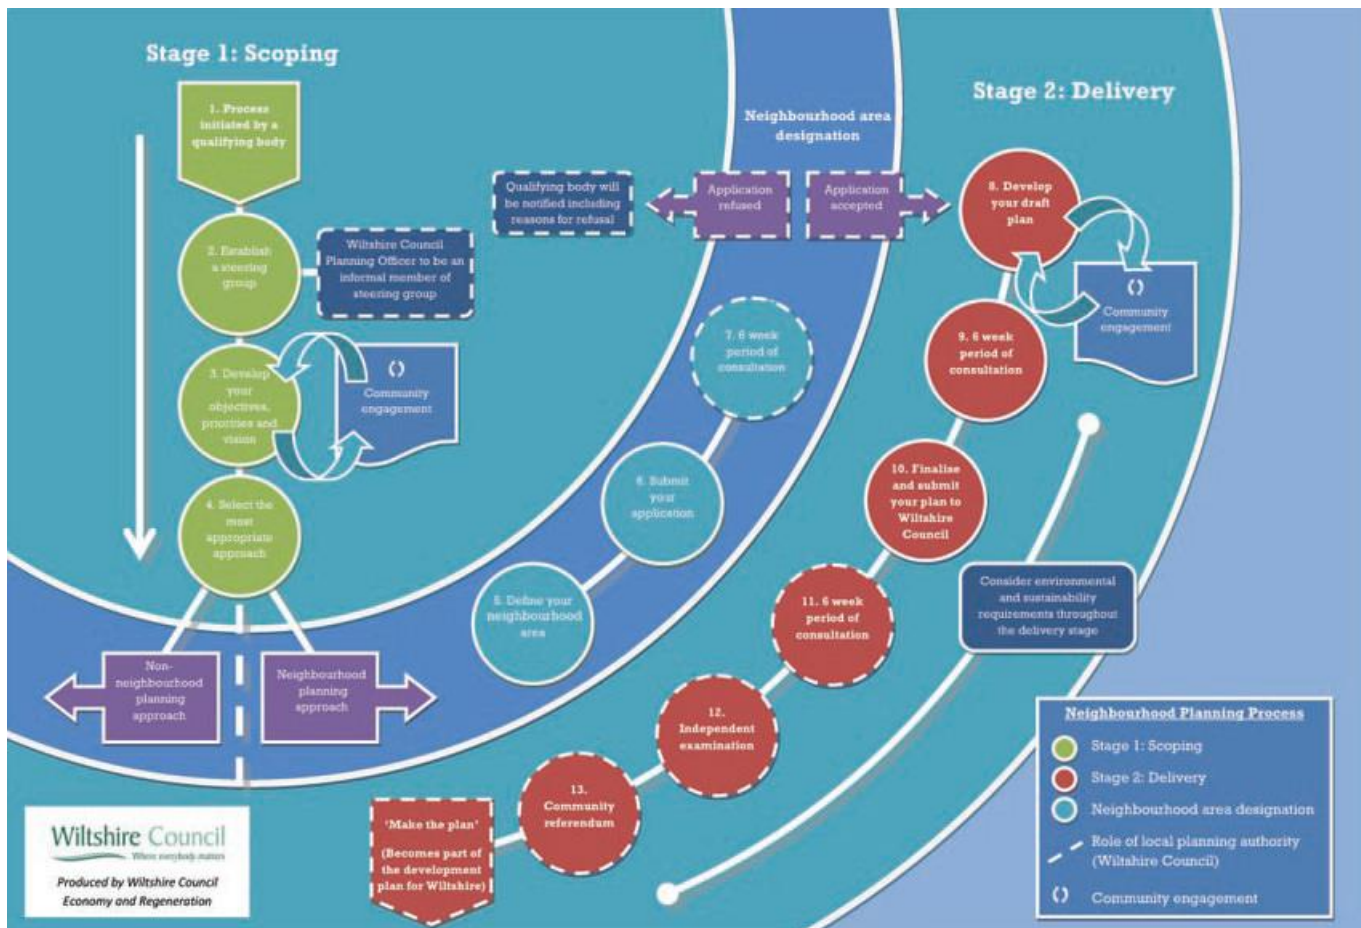 Stage 1: Scoping
1. Process
initiated by a
qualifying body
2. Establish
a steering
group
Wiltshire Council
Planning Officer to be an
informal member of
steering group
3. Develop
your
objectives,
priorities and
vision
Community
engagement
4. Select the
most
appropriate
approach
Non-
neighbourhood
planning
approach
Neighbourhood
planning
approach
Neighbourhood area
designation
5. Define your
neighbourhood
area
6. Submit
your
application
7. 6 week
period of
consultation
Qualifying body will
be notified including
reasons for refusal
Application
refused
Application
accepted
Stage 2: Delivery
8. Develop
your draft
plan
Community
engagement
9. 6 week
period of
consultation
10. Finalise
and submit
your plan to
Wiltshire
Council
11. 6 week
period of
consultation
12.
Independent
examination
13.
Community
referendum
‘Make the plan’
(Becomes part of
the development
plan for Wiltshire)
Consider environmental
and sustainability
requirements throughout
the delivery stage
Neighbourhood Planning Process
Stage 1: Scoping
Stage 2: Delivery
Neighbourhood area designation
Role of local planning authority
(Wiltshire Council)
Community engagement
Wiltshire Council
Where everybody matters
Produced by Wiltshire Council
Economy and Regeneration